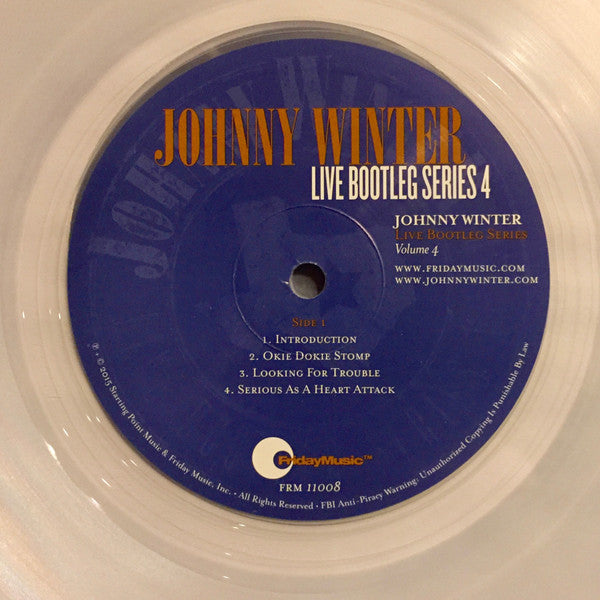 JOHNNY WINTER
LIVE BOOTLEG SERIES 4
JOHNNY WINTER
LIVE BOOTLEG SERIES
Volume 4
WWW.FRIDAYMUSIC.COM
WWW.JOHNNYWINTER.COM
SIDE 1
1. INTRODUCTION
2. OKIE DOKIE STOMP
3. LOOKING FOR TROUBLE
4. SERIOUS AS A HEART ATTACK
FridayMusic™
FRM 11008
℗ + © 2015 Starting Point Music & Friday Music, Inc. • All Rights Reserved • FBI Anti-Piracy Warning: Unauthorized Copying Is Punishable By Law
JOHNNY WINTER